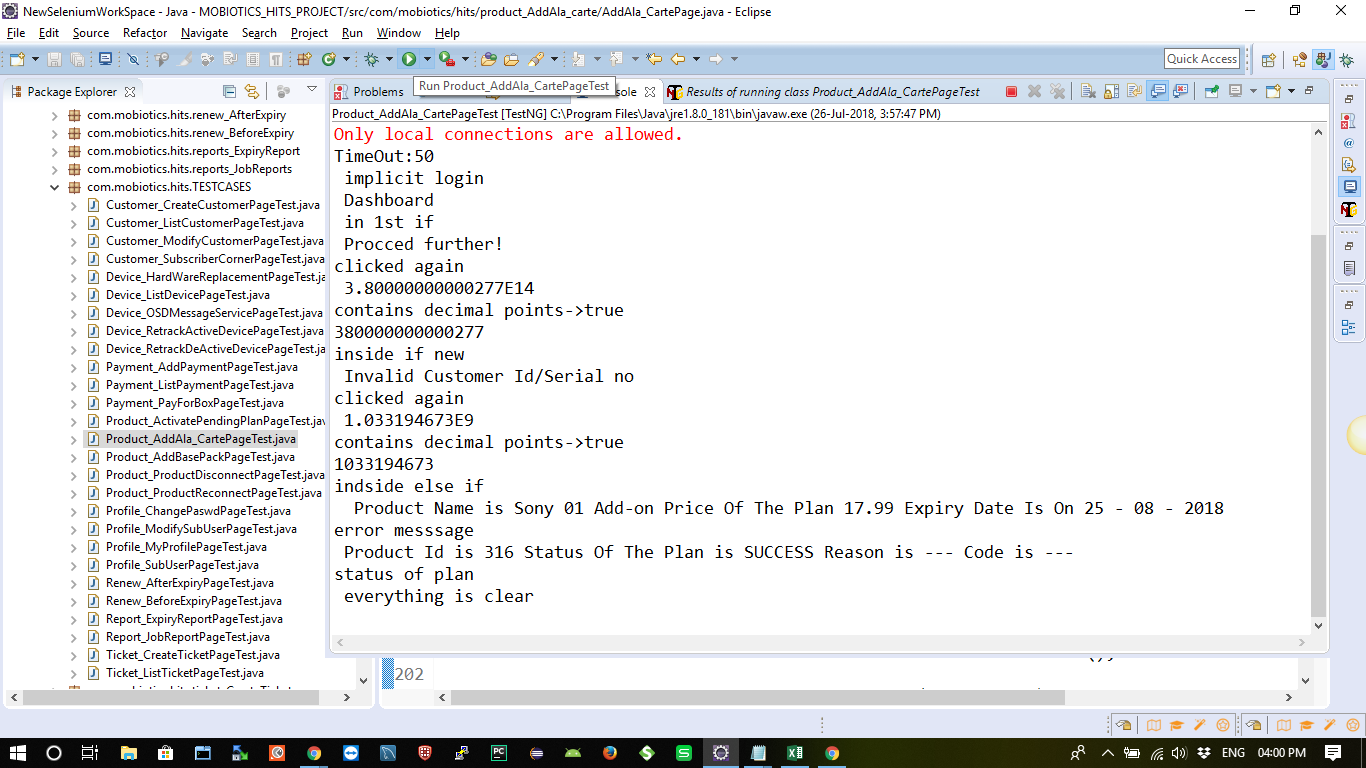 NewSeleniumWorkSpace - Java - MOBIOTICS_HITS_PROJECT/src/com/mobiotics/hits/product_AddAla_carte/AddAla_CartePage.java - Eclipse
File Edit Source Refactor Navigate Search Project Run Window Help
Quick Access
Run Product_AddAla_CartePageTest
Package Explorer
Problems
sole
Results of running class Product_AddAla_CartePageTest
Product_AddAla_CartePageTest [TestNG] C:\Program Files\Java\jre1.8.0_181\bin\javaw.exe (26-Jul-2018, 3:57:47 PM)
com.mobiotics.hits.renew_AfterExpiry
com.mobiotics.hits.renew_BeforeExpiry
com.mobiotics.hits.reports_ExpiryReport
com.mobiotics.hits.reports_JobReports
com.mobiotics.hits.TESTCASES
Customer_CreateCustomerPageTest.java
Customer_ListCustomerPageTest.java
Customer_ModifyCustomerPageTest.java
Customer_SubscriberCornerPageTest.java
Device_HardWareReplacementPageTest.ja
Device_ListDevicePageTest.java
Device_OSDMessageServicePageTest.java
Device_RetrackActiveDevicePageTest.java
Device_RetrackDeActiveDevicePageTest.ja
Payment_AddPaymentPageTest.java
Payment_ListPaymentPageTest.java
Payment_PayForBoxPageTest.java
Product_ActivatePendingPlanPageTest.jav
Product_AddAla_CartePageTest.java
Product_AddBasePackPageTest.java
Product_ProductDisconnectPageTest.java
Product_ProductReconnectPageTest.java
Profile_ChangePaswdPageTest.java
Profile_ModifySubUserPageTest.java
Profile_MyProfilePageTest.java
Profile_SubUserPageTest.java
Renew_AfterExpiryPageTest.java
Renew_BeforeExpiryPageTest.java
Report_ExpiryReportPageTest.java
Report_JobReportPageTest.java
Ticket_CreateTicketPageTest.java
Ticket_ListTicketPageTest.java
Only local connections are allowed.
TimeOut:50
implicit login
Dashboard
in 1st if
Procced further!
clicked again
3.80000000000277E14
contains decimal points->true
380000000000277
inside if new
Invalid Customer Id/Serial no
clicked again
1.033194673E9
contains decimal points->true
1033194673
indside else if
Product Name is Sony 01 Add-on Price Of The Plan 17.99 Expiry Date Is On 25 - 08 - 2018
error messsage
Product Id is 316 Status Of The Plan is SUCCESS Reason is --- Code is ---
status of plan
everything is clear
202
ENG 04:00 PM